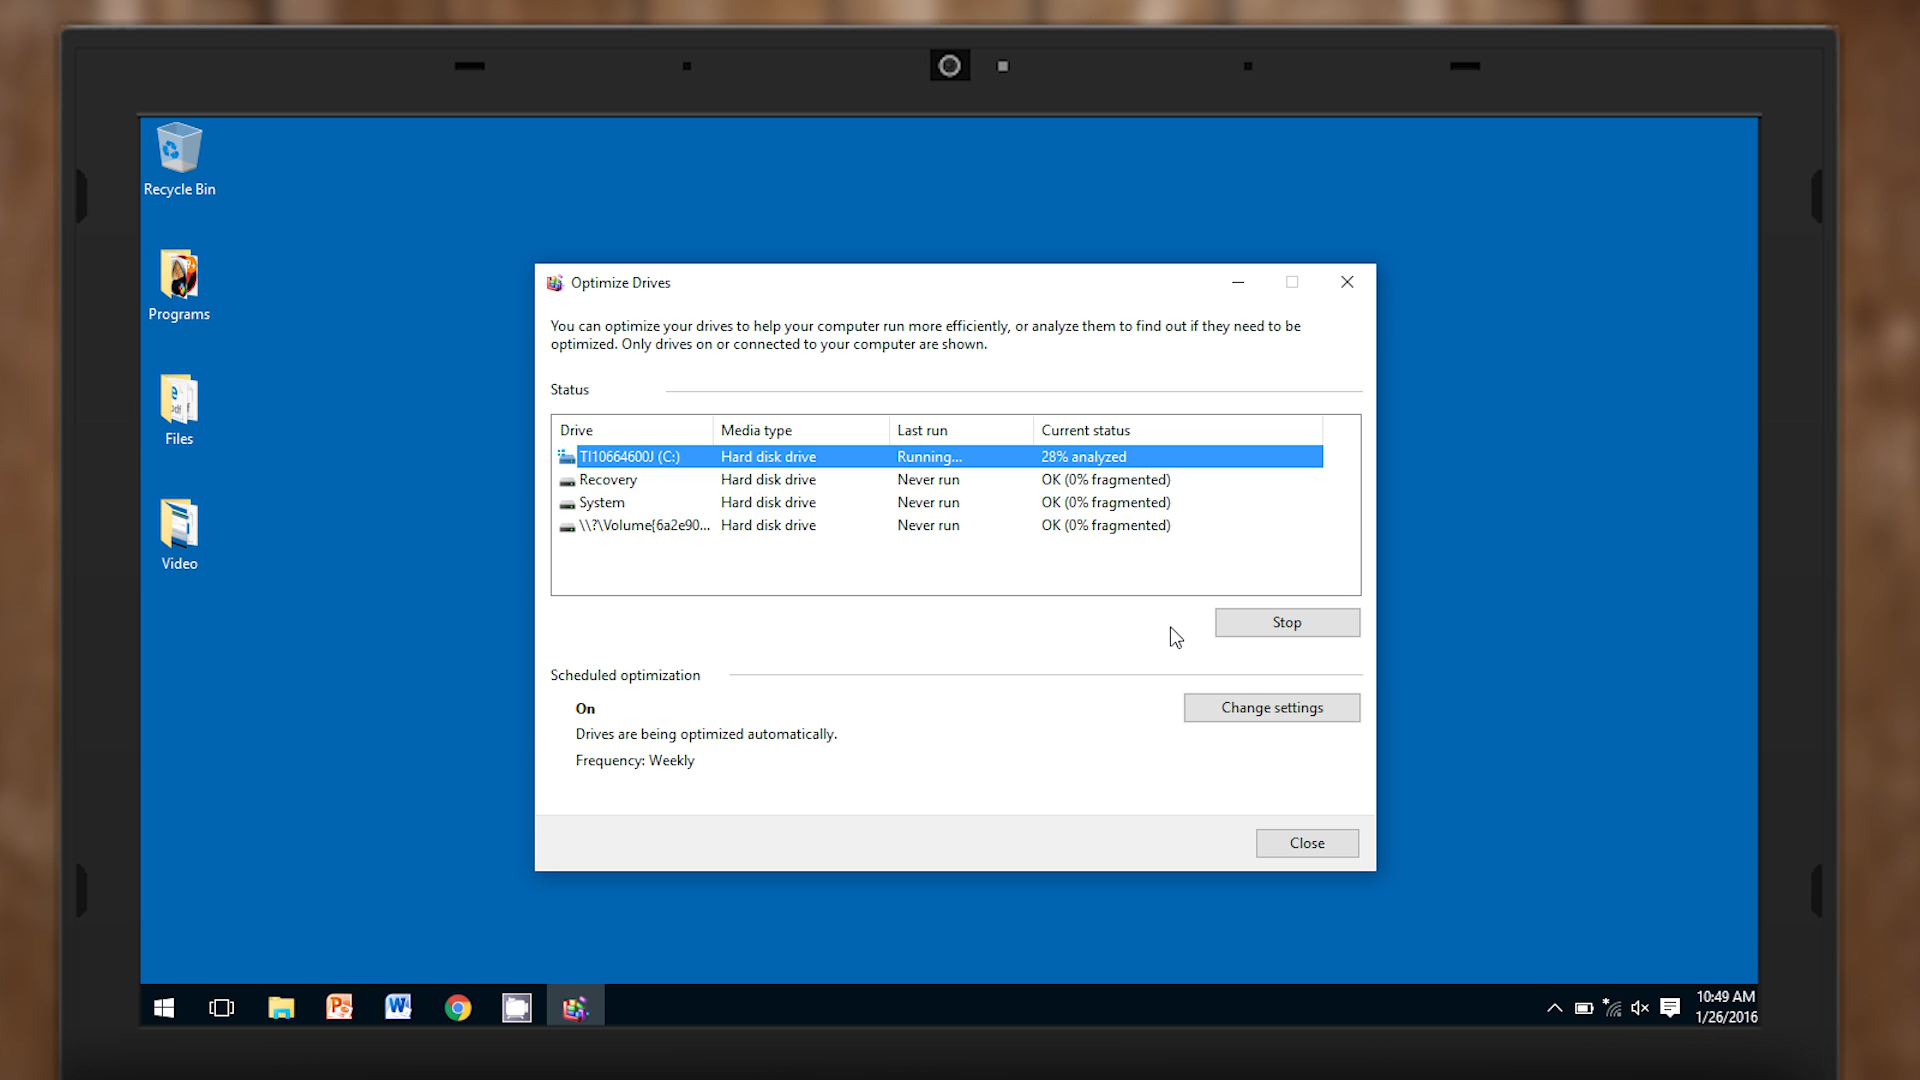 Recycle Bin
Programs
Files
Video
Optimize Drives
You can optimize your drives to help your computer run more efficiently, or analyze them to find out if they need to be
optimized. Only drives on or connected to your computer are shown.
Status
Drive Media type Last run Current status
TI10664600J (C:) Hard disk drive Running... 28% analyzed
Recovery Hard disk drive Never run OK (0% fragmented)
System Hard disk drive Never run OK (0% fragmented)
\\?\Volume{6a2e90... Hard disk drive Never run OK (0% fragmented)
Stop
Scheduled optimization
On
Change settings
Drives are being optimized automatically.
Frequency: Weekly
Close
10:49 AM
1/26/2016